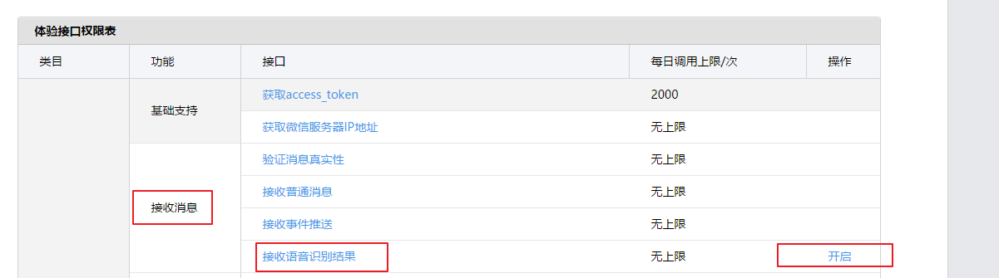 体验接口权限表
类目 功能 接口 每日调用上限/次 操作
基础支持 获取access_token 2000
获取微信服务器IP地址 无上限
接收消息 验证消息真实性 无上限
接收普通消息 无上限
接收事件推送 无上限
接收语音识别结果 无上限 开启